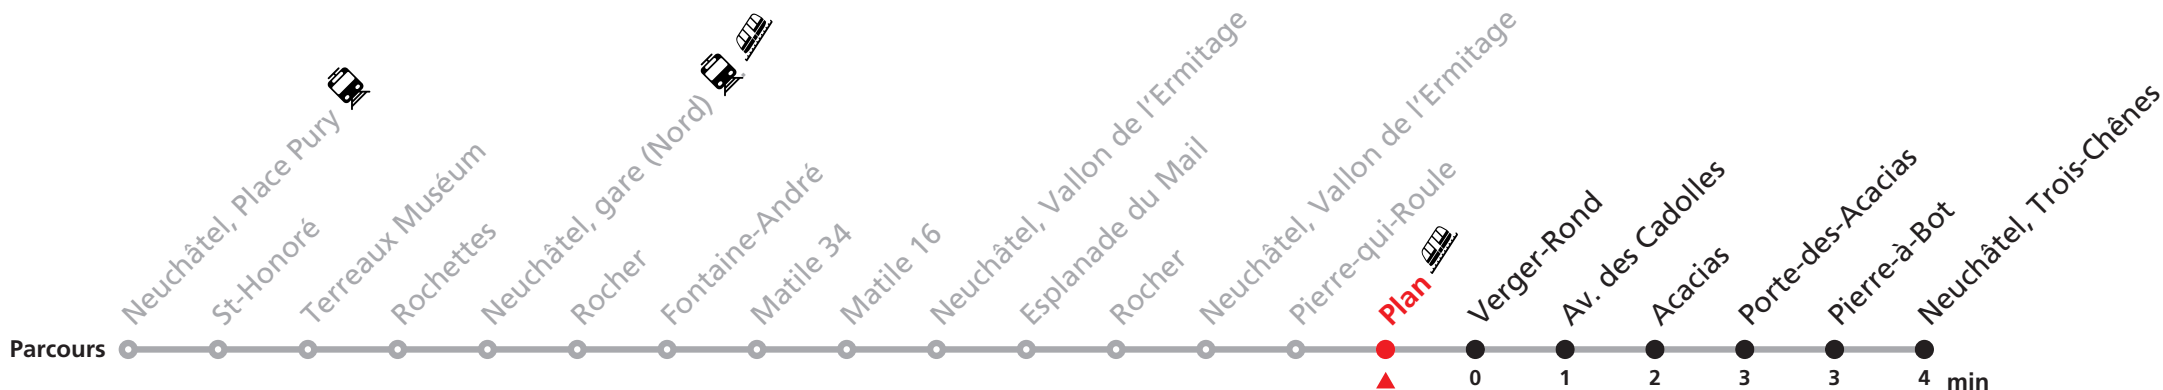 Neuchâtel, Place Pury
St-Honoré
Terreaux Muséum
Rochettes
Neuchâtel, gare (Nord)
Rocher
Fontaine-André
Matile 34
Matile 16
Neuchâtel, Vallon de l'Ermitage
Esplanade du Mail
Rocher
Neuchâtel, Vallon de l'Ermitage
Pierre-qui-Roule
Plan
Verger-Rond
Av. des Cadolles
Acacias
Porte-des-Acacias
Pierre-à-Bot
Neuchâtel, Trois-Chênes
Parcours
0 1 2 3 3 4 min